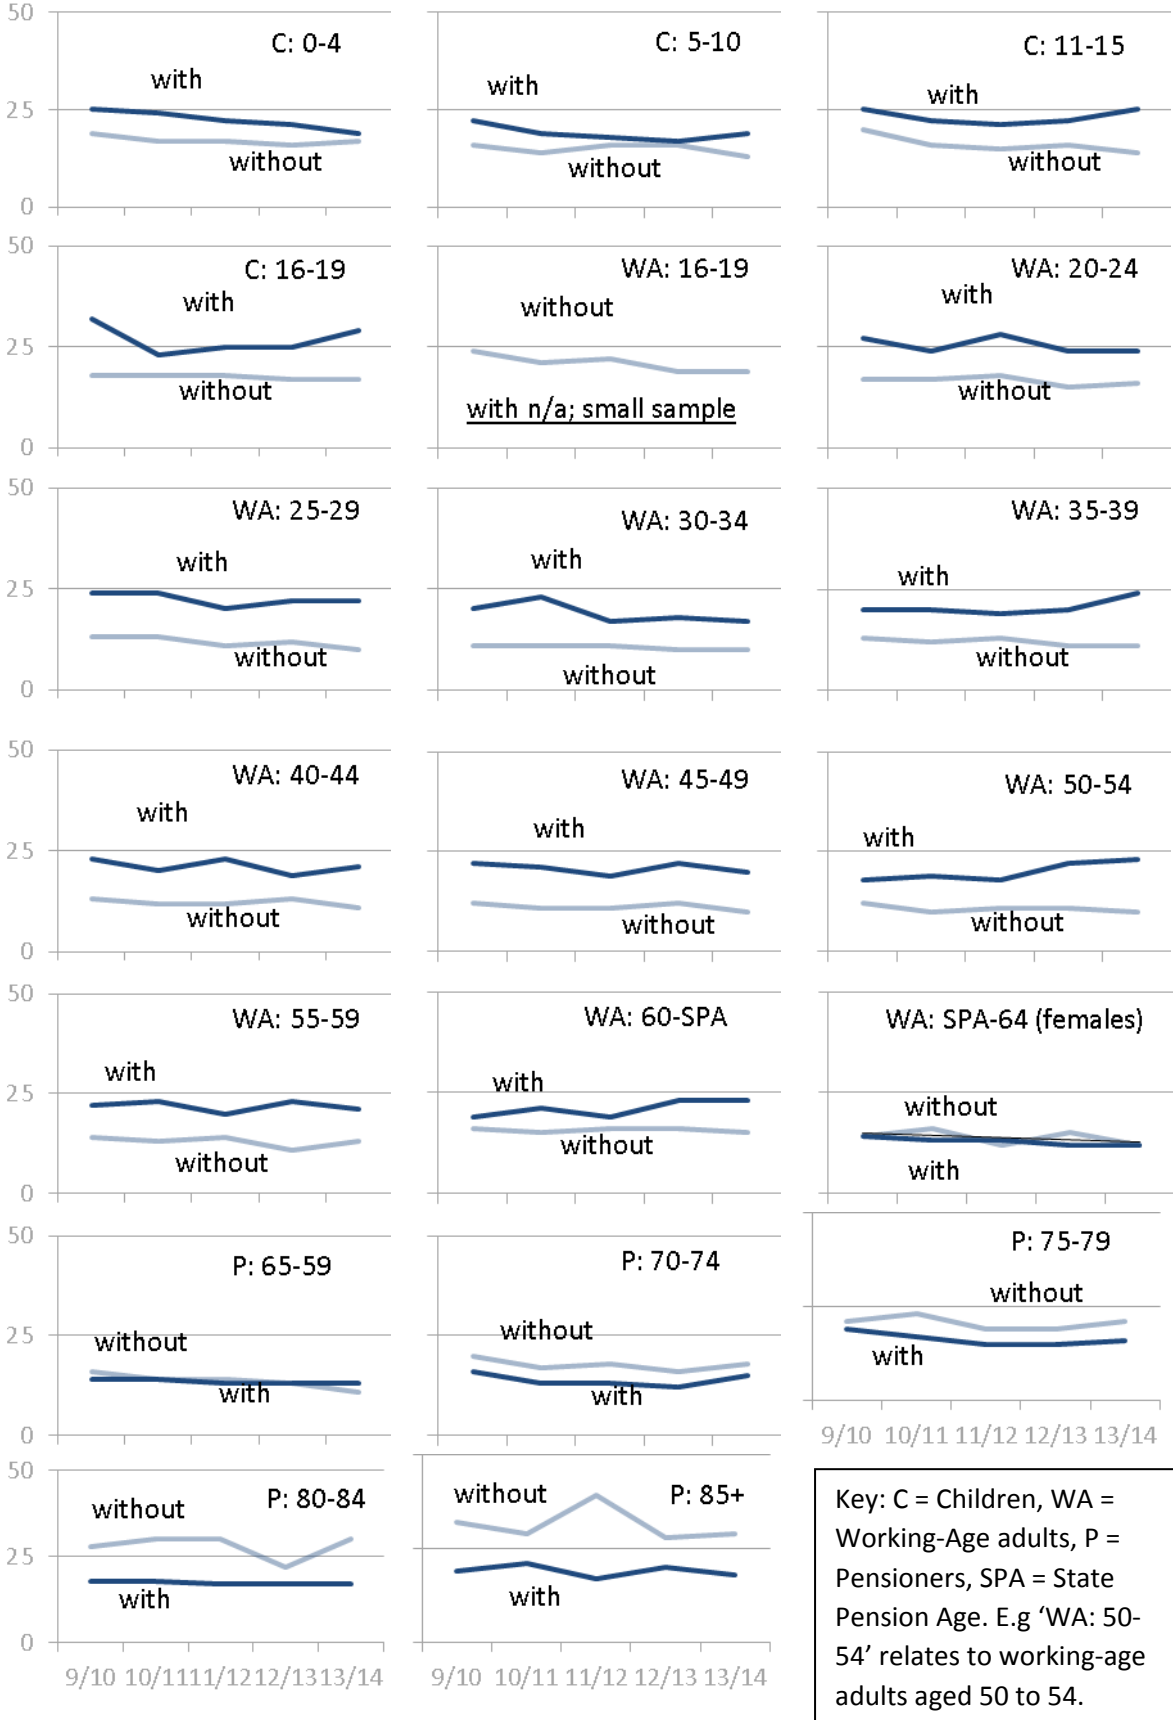 50
25
0
C: 0-4
with
without
C: 5-10
with
without
C: 11-15
with
without
50
25
0
C: 16-19
with
without
WA: 16-19
without
with n/a; small sample
WA: 20-24
with
without
50
25
0
WA: 25-29
with
without
WA: 30-34
with
without
WA: 35-39
with
without
50
25
0
WA: 40-44
with
without
WA: 45-49
with
without
WA: 50-54
with
without
50
25
0
WA: 55-59
with
without
WA: 60-SPA
with
without
WA: SPA-64 (females)
without
with
50
25
0
P: 65-59
without
with
P: 70-74
without
with
P: 75-79
without
with
9/10 10/11 11/12 12/13 13/14
50
25
0
P: 80-84
without
with
9/10 10/11 11/12 12/13 13/14
P: 85+
without
with
9/10 10/11 11/12 12/13 13/14
Key: C = Children, WA =
Working-Age adults, P =
Pensioners, SPA = State
Pension Age. E.g ‘WA: 50-
54’ relates to working-age
adults aged 50 to 54.